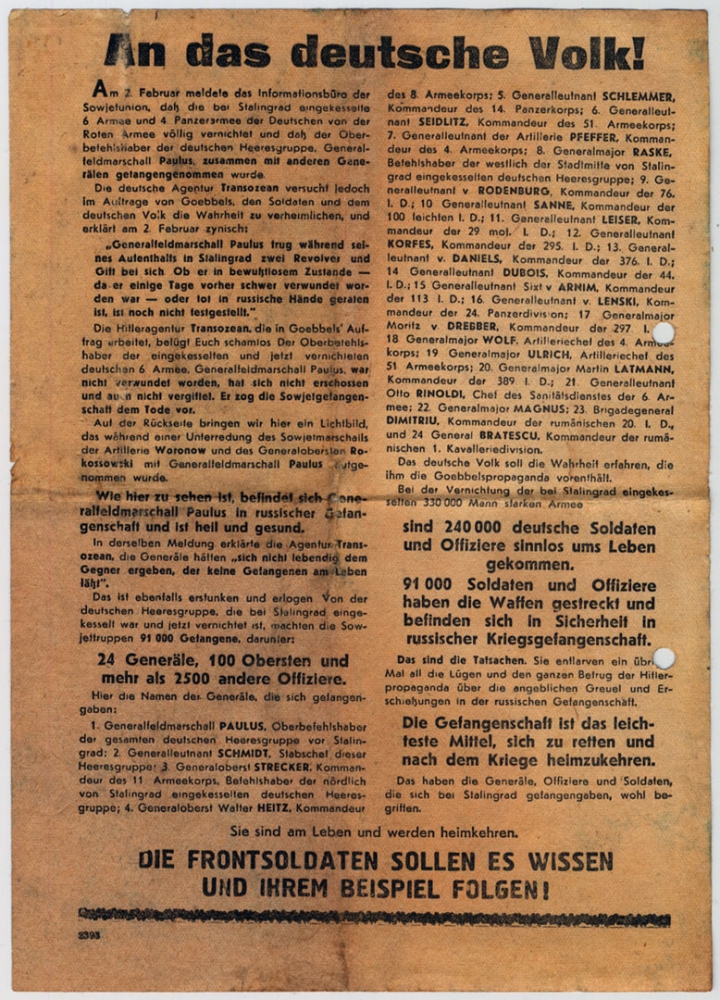 An das deutsche Volk!
Am 2. Februar meldete das Informationsbüro der
Sowjetunion, daß die bei Stalingrad eingekesselte
6 Armee und 4. Panzerarmee der Deutschen von der
Roten Armee völlig vernichtet und daß der Ober-
befehlshaber der deutschen Heeresgruppe, General-
feldmarschall Paulus, zusammen mit anderen Gene-
rälen gefangengenommen wurde.
Die deutsche Agentur Transozean versucht jedoch
im Auftrage von Goebbels, den Soldaten und dem
deutschen Volk die Wahrheit zu verheimlichen, und
erklärt am 2. Februar zynisch:
„Generalfeldmarschall Paulus trug während sei-
nes Aufenthalts in Stalingrad zwei Revolver und
Gift bei sich. Ob er in bewußtlosem Zustande —
da er einige Tage vorher schwer verwundet wor-
den war — oder tot in russische Hände geraten
ist, ist noch nicht festgestellt."
Die Hitleragentur Transozean, die in Goebbels' Auf-
trag arbeitet, belügt Euch schamlos. Der Oberbefehls-
haber der eingekesselten und jetzt vernichteten
deutschen 6 Armee, Generalfeldmarschall Paulus, war
nicht verwundet worden, hat sich nicht erschossen
und auch nicht vergiftet. Er zog die Sowjetgefangen-
schaft dem Tode vor.
Auf der Rückseite bringen wir hier ein Lichtbild,
das während einer Unterredung des Sowjetmarschalls
der Artillerie Woronow und des Generalobersten Ro-
kossowski mit Generalfeldmarschall Paulus aufge-
nommen wurde.
Wie hier zu sehen ist, befindet sich Gene-
ralfeldmarschall Paulus in russischer Gefan-
genschaft und ist heil und gesund.
In derselben Meldung erklärte die Agentur Trans-
ozean, die Generäle hätten „sich nicht lebendig dem
Gegner ergeben, der keine Gefangenen am Leben
läßt".
Das ist ebenfalls erstunken und erlogen. Von der
deutschen Heeresgruppe, die bei Stalingrad einge-
kesselt war und jetzt vernichtet ist, machten die Sow-
jettruppen 91 000 Gefangene, darunter:
24 Generäle, 100 Obersten und
mehr als 2500 andere Offiziere.
Hier die Namen der Generäle, die sich gefangen-
gaben:
1. Generalfeldmarschall PAULUS, Oberbefehlshaber
der gesamten deutschen Heeresgruppe vor Stalin-
grad; 2. Generalleutnant SCHMIDT, Stabschef dieser
Heeresgruppe; 3. Generaloberst STRECKER, Komman-
deur des 11 Armeekorps, Befehlshaber der nördlich
von Stalingrad eingekesselten deutschen Heeres-
gruppe; 4. Generaloberst Walter HEITZ, Kommandeur
des 8. Armeekorps; 5. Generalleutnant SCHLEMMER,
Kommandeur des 14. Panzerkorps; 6. Generalleut-
nant SEIDLITZ, Kommandeur des 51. Armeekorps;
7. Generalleutnant der Artillerie PFEFFER, Komman-
deur des 4. Armeekorps; 8. Generalmajor RASKE,
Befehlshaber der westlich der Stadtmitte von Stalin-
grad eingekesselten deutschen Heeresgruppe; 9. Ge-
neralleutnant v. RODENBURG, Kommandeur der 76.
I. D.; 10 Generalleutnant SANNE, Kommandeur der
100 leichten I. D.; 11. Generalleutnant LEISER, Kom-
mandeur der 29 mot. I. D.; 12. Generalleutnant
KORFES, Kommandeur der 295. I. D.; 13. General-
leutnant v. DANIELS, Kommandeur der 376. I. D.;
14 Generalleutnant DUBOIS, Kommandeur der 44.
I. D.; 15 Generalleutnant Sixt v ARNIM, Kommandeur
der 113 I. D.; 16. Generalleutnant v. LENSKI, Kom-
mandeur der 24. Panzerdivision; 17 Generalmajor
Moritz v DREBBER, Kommandeur der 297. I.
18 Generalmajor WOLF, Artilleriechef des 4. Armee-
korps; 19 Generalmajor ULRICH, Artilleriechef des
51 Armeekorps; 20. Generalmajor Martin LATMANN,
Kommandeur der 389 I. D.; 21. Generalleutnant
Otto RINOLDI, Chef des Sanitätsdienstes der 6. Ar-
mee; 22. Generalmajor MAGNUS; 23. Brigadegeneral
DIMITRIU, Kommandeur der rumänischen 20. I. D.,
und 24 General BRATESCU, Kommandeur der rumä-
nischen 1. Kavalleriedivision.
Das deutsche Volk soll die Wahrheit erfahren, die
ihm die Goebbelspropaganda vorenthält.
Bei der Vernichtung der bei Stalingrad eingekes-
selten 330 000 Mann starken Armee
sind 240 000 deutsche Soldaten
und Offiziere sinnlos ums Leben
gekommen.
91 000 Soldaten und Offiziere
haben die Waffen gestreckt und
befinden sich in Sicherheit in
russischer Kriegsgefangenschaft.
Das sind die Tatsachen. Sie entlarven ein übri
Mal all die Lügen und den ganzen Betrug der Hitler-
propaganda über die angeblichen Greuel und Er-
schießungen in der russischen Gefangenschaft.
Die Gefangenschaft ist das leich-
teste Mittel, sich zu retten und
nach dem Kriege heimzukehren.
Das haben die Generäle, Offiziere und Soldaten,
die sich bei Stalingrad gefangengaben, wohl be-
griffen.
Sie sind am Leben und werden heimkehren.
DIE FRONTSOLDATEN SOLLEN ES WISSEN
UND IHREM BEISPIEL FOLGEN!
2393